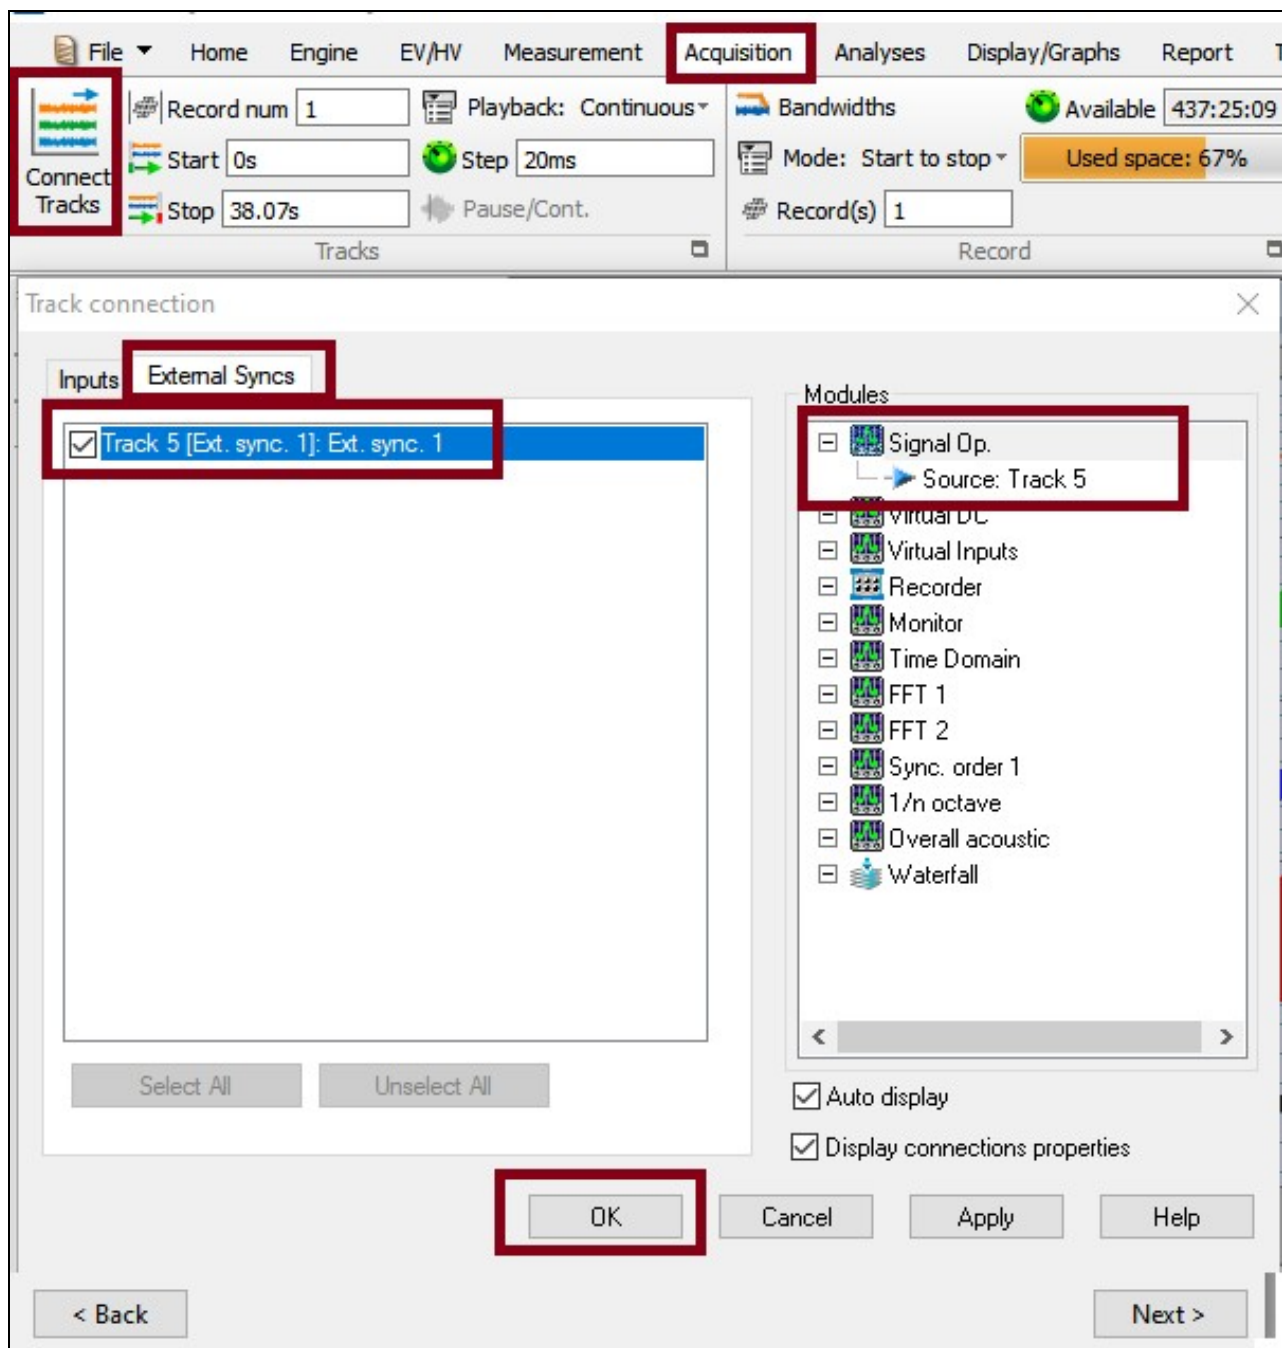 File Home Engine EV/HV Measurement Acquisition Analyses Display/Graphs Report
Record num 1 Playback: Continuous Bandwidths Available 437:25:09
Connect Tracks Start 0s Step 20ms Mode: Start to stop Used space: 67%
Stop 38.07s Pause/Cont. Record(s) 1
Tracks Record
Track connection
Inputs External Syncs
Modules
Track 5 [Ext. sync. 1]: Ext. sync. 1
Signal Op.
Source: Track 5
Virtual DC
Virtual Inputs
Recorder
Monitor
Time Domain
FFT 1
FFT 2
Sync. order 1
1/n octave
Overall acoustic
Waterfall
Select All Unselect All
Auto display
Display connections properties
OK Cancel Apply Help
< Back Next >